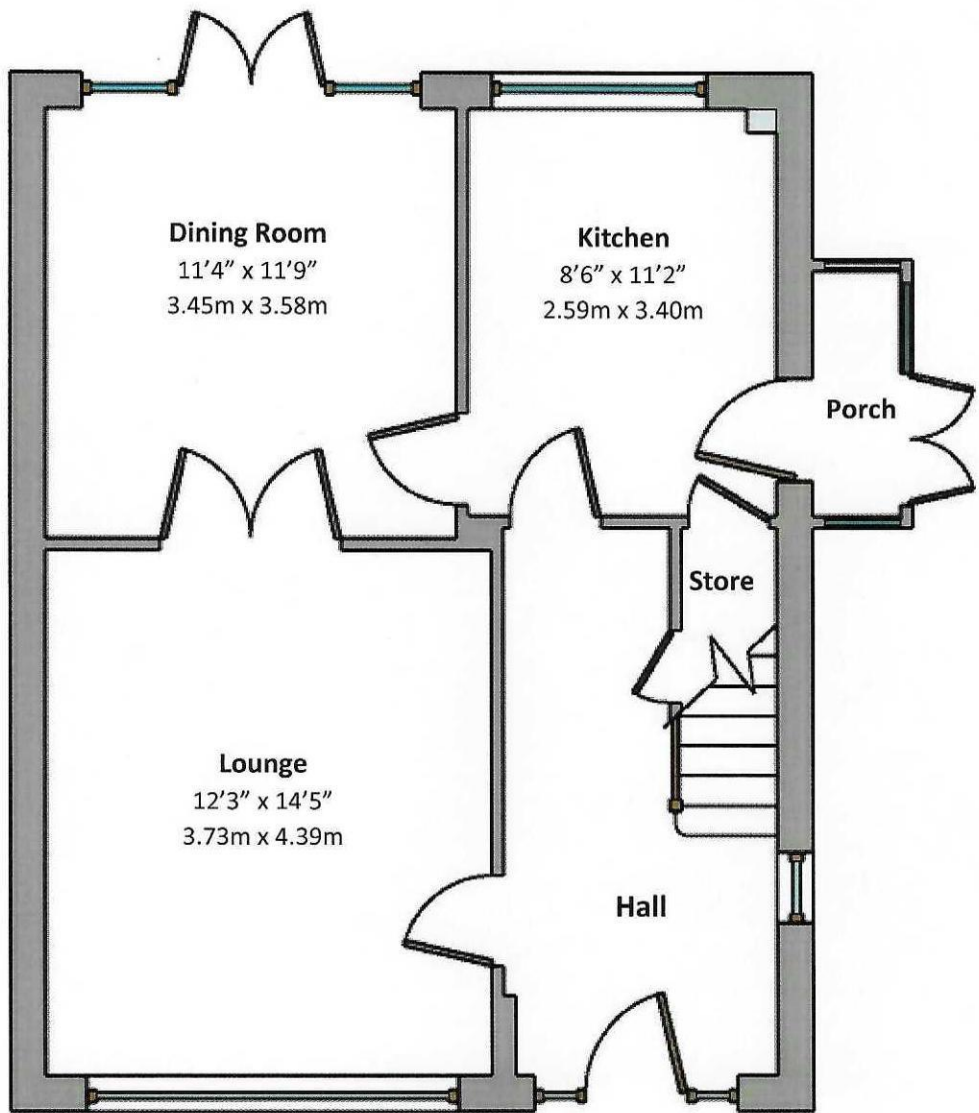 Dining Room
11’4” x 11’9”
3.45m x 3.58m
Kitchen
8’6” x 11’2”
2.59m x 3.40m
Porch
Store
Lounge
12’3” x 14’5”
3.73m x 4.39m
Hall